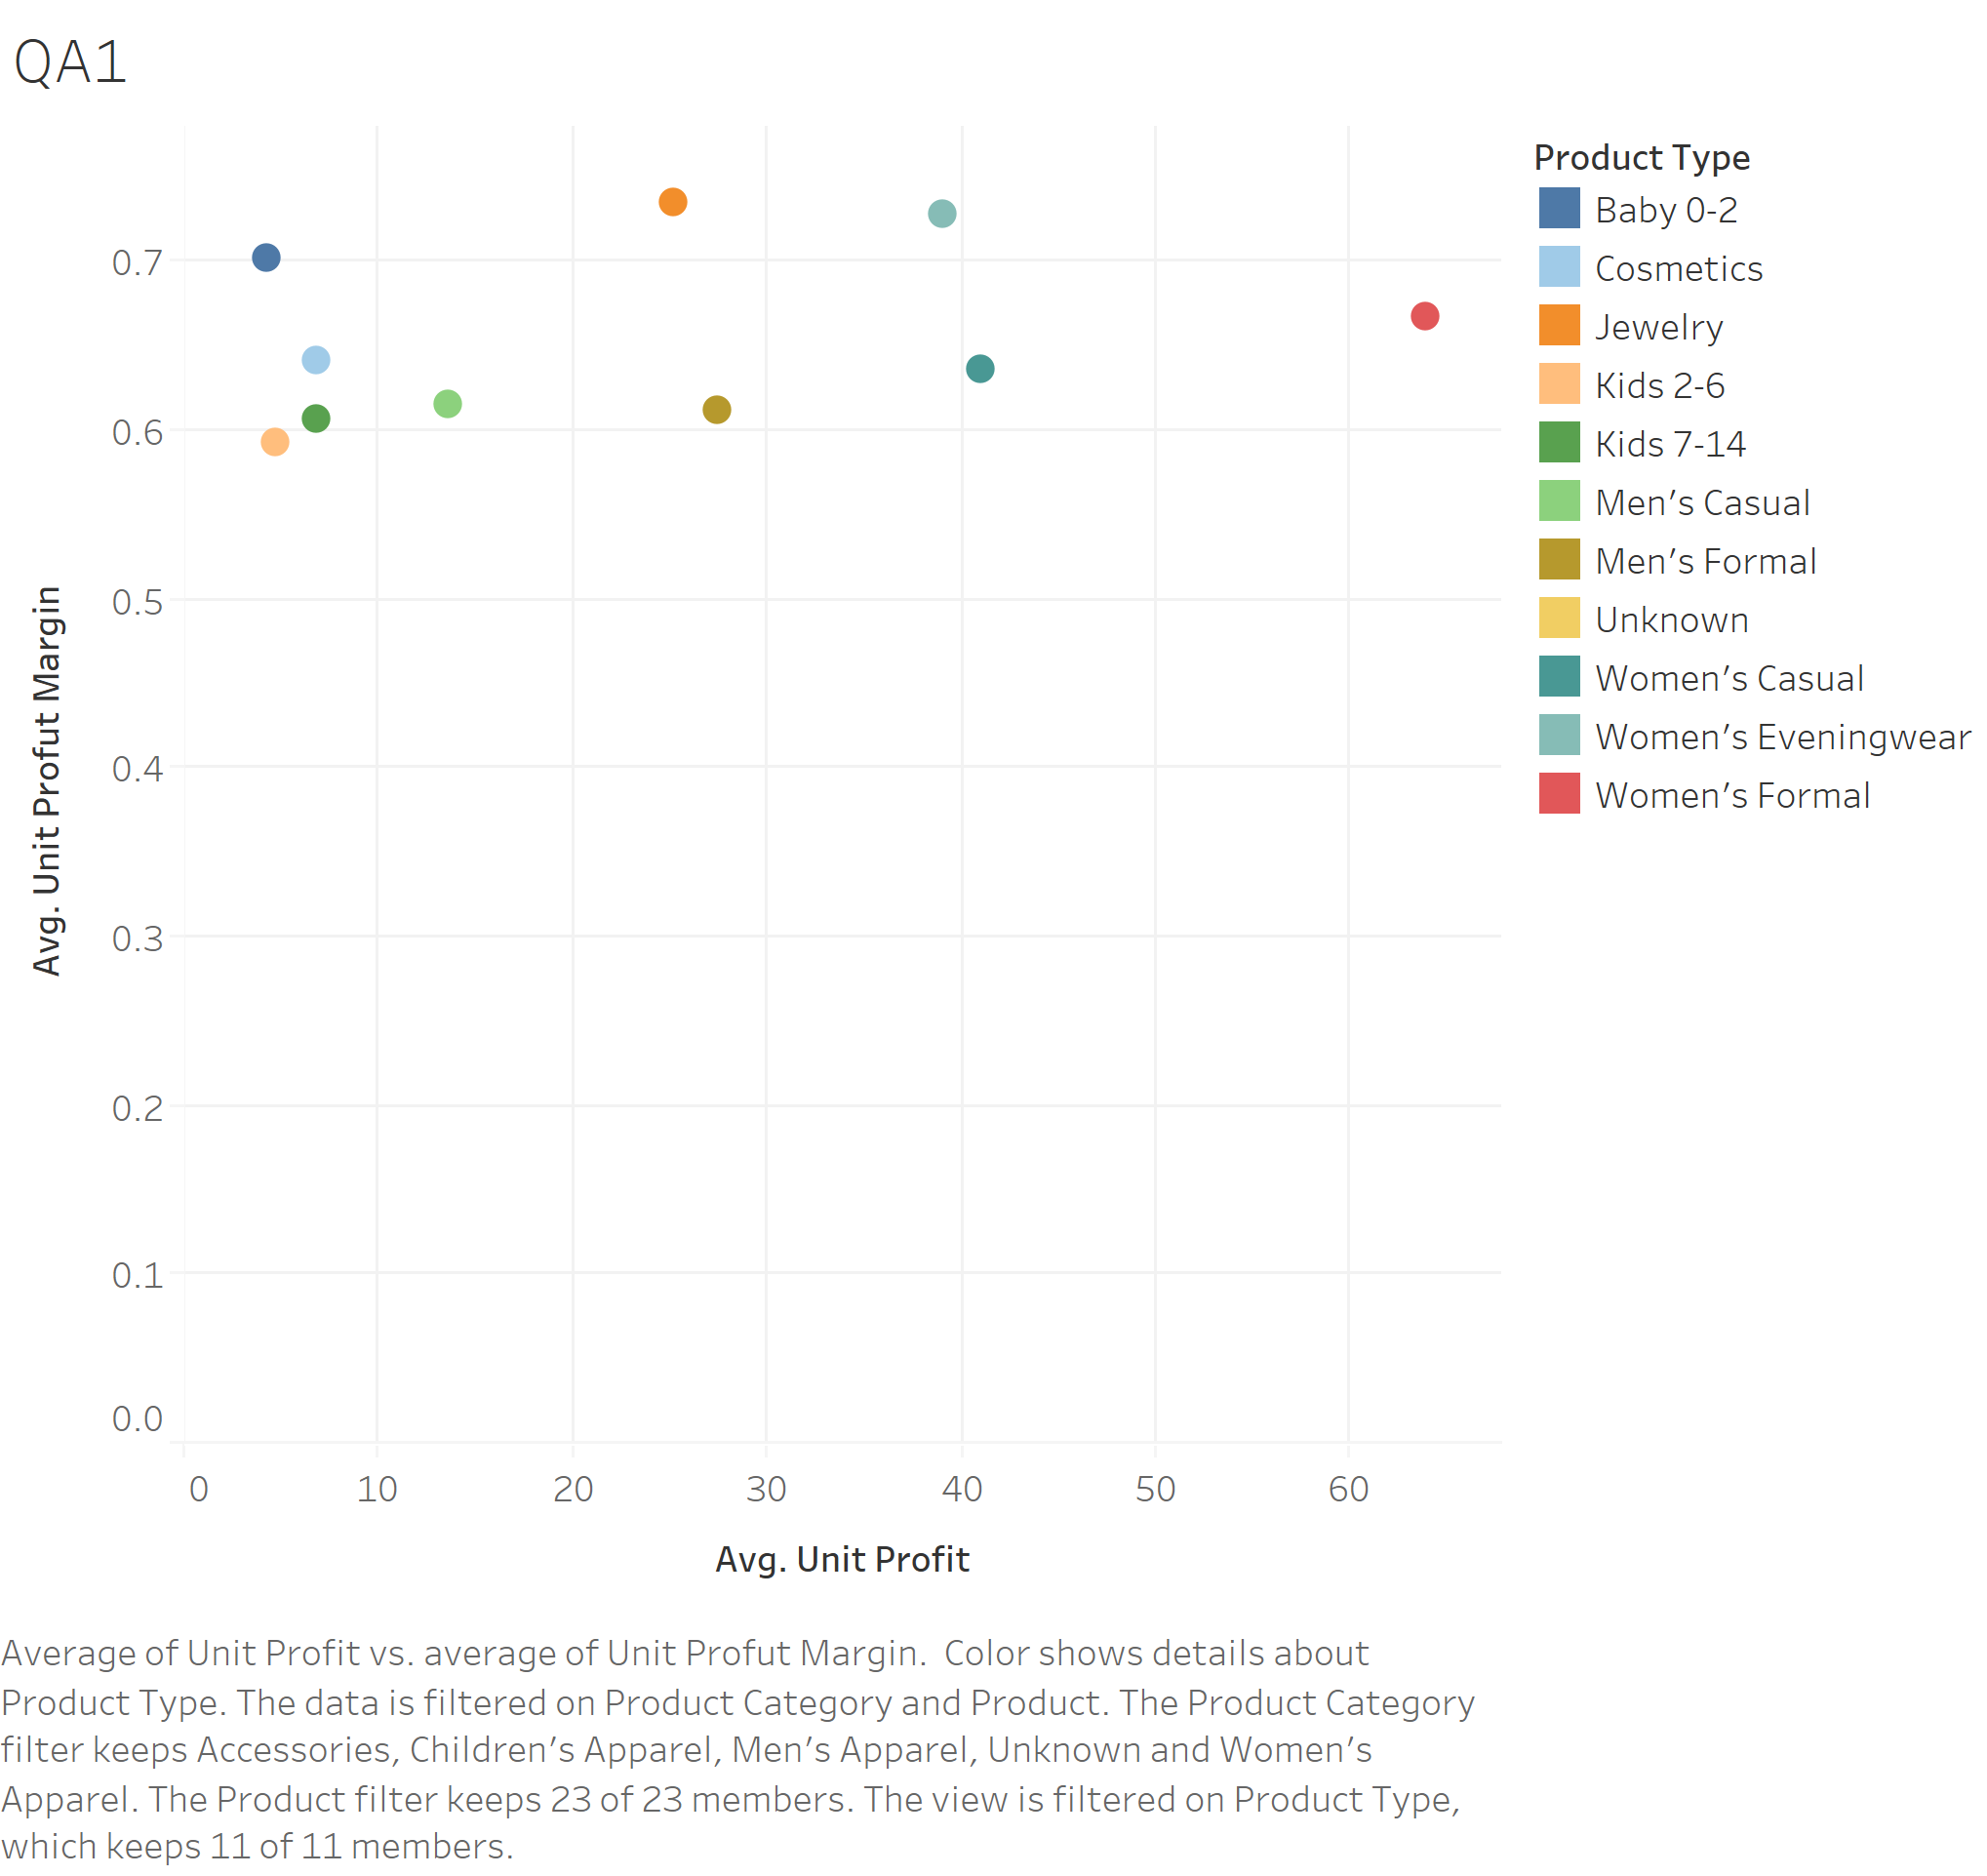 QA1
Product Type
Baby 0-2
Cosmetics
Jewelry
Kids 2-6
Kids 7-14
Men's Casual
Men's Formal
Unknown
Women's Casual
Women's Eveningwear
Women's Formal
Avg. Unit Profut Margin
0.7
0.6
0.5
0.4
0.3
0.2
0.1
0.0
0 10 20 30 40 50 60
Avg. Unit Profit
Average of Unit Profit vs. average of Unit Profut Margin.  Color shows details about
Product Type. The data is filtered on Product Category and Product. The Product Category
filter keeps Accessories, Children's Apparel, Men's Apparel, Unknown and Women's
Apparel. The Product filter keeps 23 of 23 members. The view is filtered on Product Type,
which keeps 11 of 11 members.